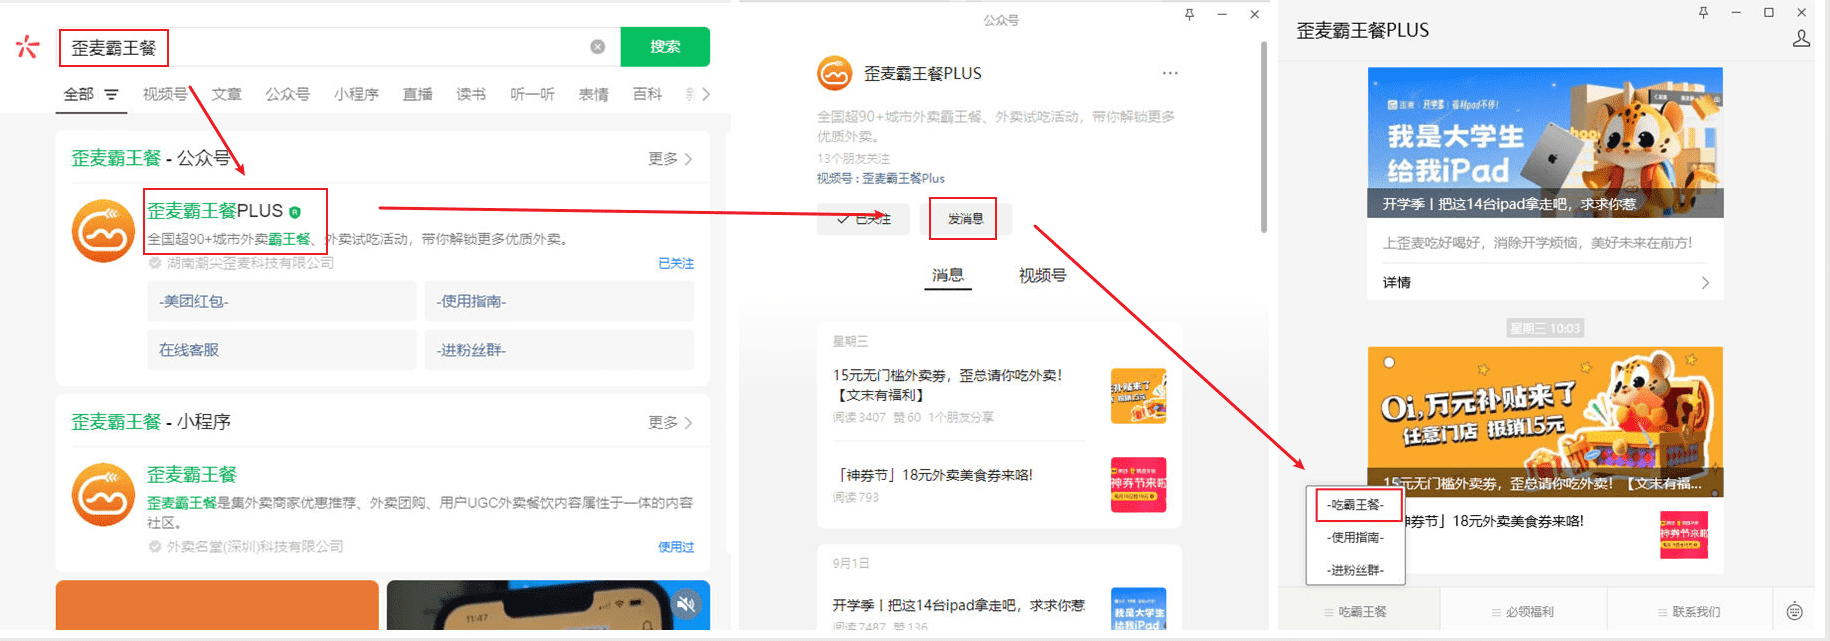 歪麦霸王餐
搜索
全部
视频号
文章
公众号
小程序
直播
读书
听一听
表情
百科
歪麦霸王餐 - 公众号
更多
歪麦霸王餐PLUS
全国超90+城市外卖霸王餐、外卖试吃活动，带你解锁更多优质外卖。
湖南潮尖歪麦科技有限公司
已关注
-美团红包-
-使用指南-
在线客服
-进粉丝群-
歪麦霸王餐 - 小程序
更多
歪麦霸王餐
歪麦霸王餐是集外卖商家优惠推荐、外卖团购、用户UGC外卖餐饮内容属性于一体的内容
社区。
外卖名堂(深圳)科技有限公司
使用过
11:47
公众号
歪麦霸王餐PLUS
全国超90+城市外卖霸王餐、外卖试吃活动，带你解锁更多
优质外卖。
13个朋友关注
视频号：歪麦霸王餐Plus
已关注
发消息
消息
视频号
星期三
15元无门槛外卖券，歪总请你吃外卖！
【文末有福利】
阅读 3407 赞 60 1个朋友分享
「神券节」18元外卖美食券来咯!
阅读 793
神券节来啦
9月1日
开学季丨把这14台ipad拿走吧，求求你惹
阅读 7487 赞 136
我是大学生
给我iPad
歪麦霸王餐PLUS
我是大学生
给我iPad
开学季丨把这14台ipad拿走吧，求求你惹
上歪麦吃好喝好，消除开学烦恼，美好未来在前方！
详情
星期三 10:03
Oi,万元补贴来了
任意门店 报销15元
15元无门槛外卖券，歪总请你吃外卖！【文末有福...
神券节」18元外卖美食券来咯!
神券节来啦
-吃霸王餐-
-使用指南-
-进粉丝群-
吃霸王餐
必领福利
联系我们